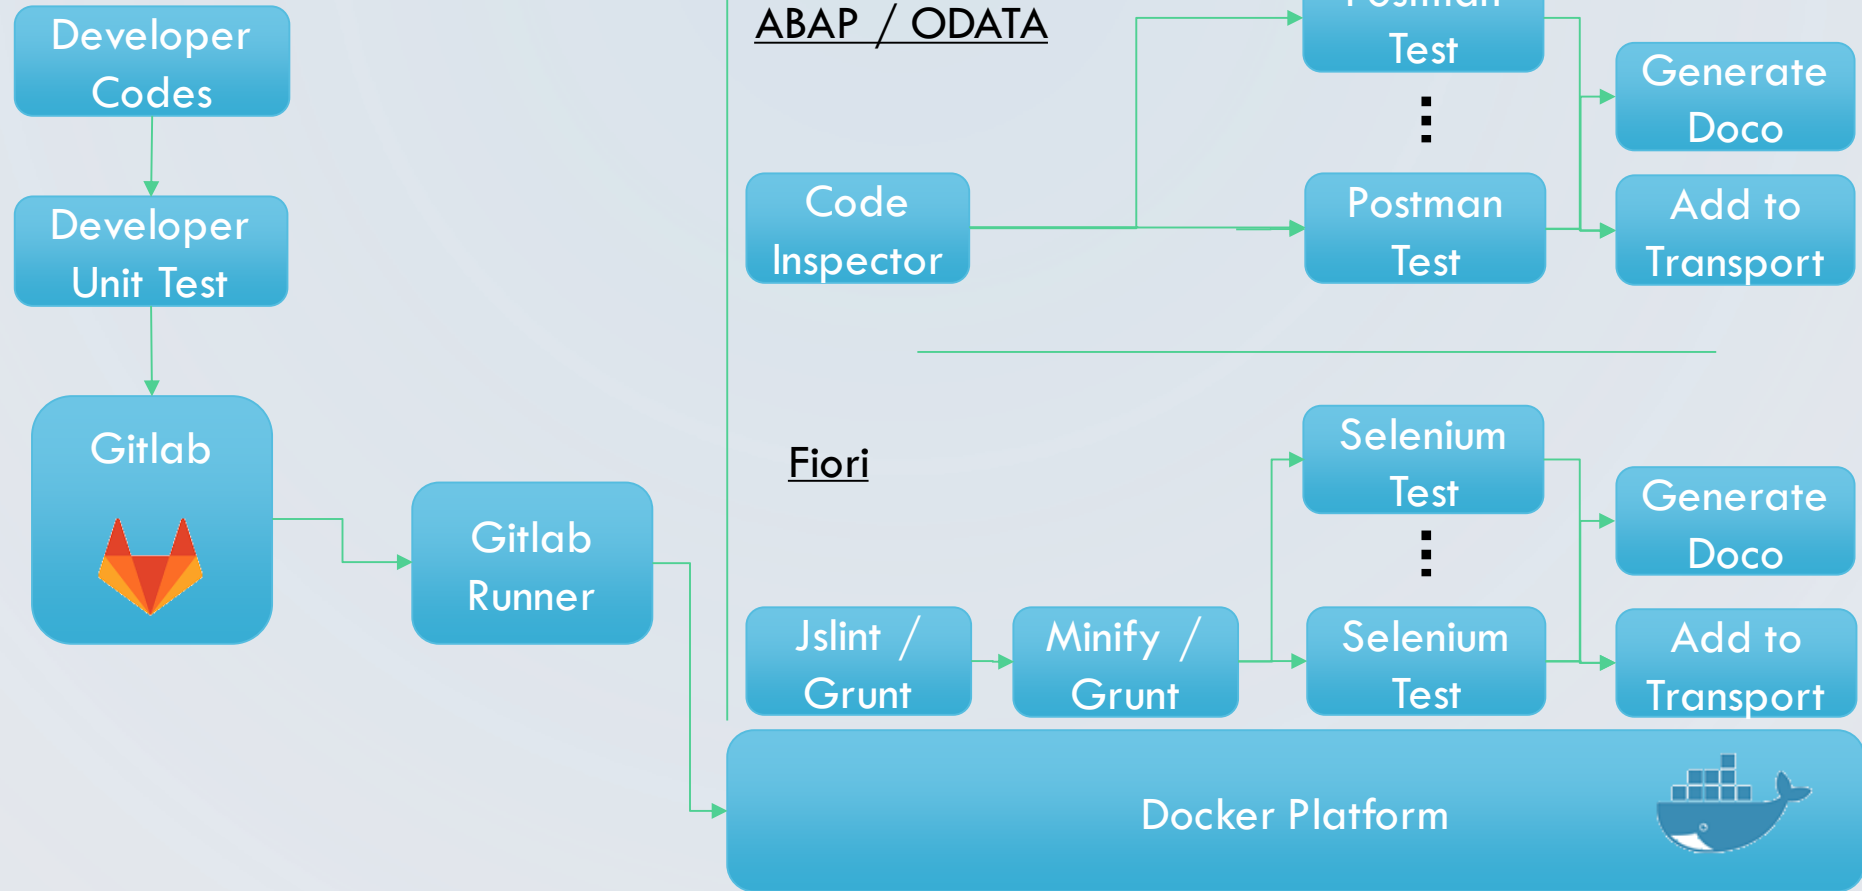 Developer
Codes
Developer
Unit Test
Gitlab
Gitlab
Runner
ABAP / ODATA
Postman
Test
Generate
Doco
Code
Inspector
Postman
Test
Add to
Transport
Fiori
Selenium
Test
Generate
Doco
Jslint /
Grunt
Minify /
Grunt
Selenium
Test
Add to
Transport
Docker Platform